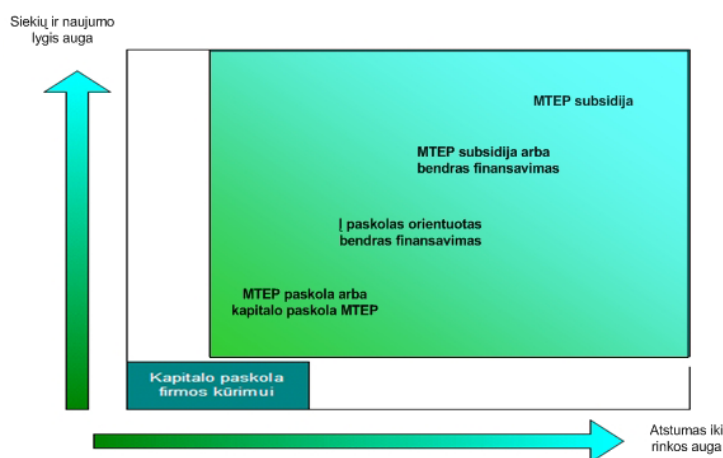 Siekių ir naujumo
lygis auga
MTEP subsidija
MTEP subsidija arba
bendras finansavimas
Į paskolas orientuotas
bendras finansavimas
MTEP paskola arba
kapitalo paskola MTEP
Kapitalo paskola
firmos kūrimui
Atstumas iki
rinkos auga